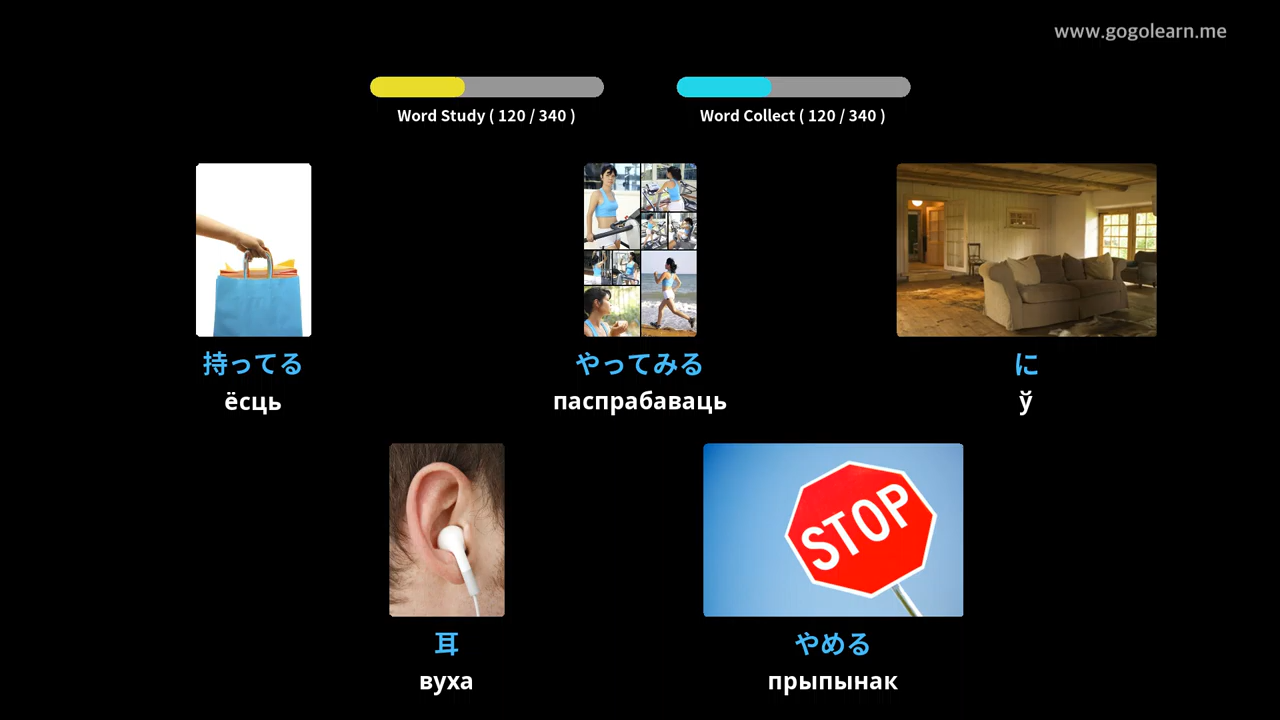 www.gogolearn.me
Word Study ( 120 / 340 )
Word Collect ( 120 / 340 )
持ってる
ёсць
やってみる
паспрабаваць
に
ў
STOP
耳
вуха
やめる
прыпынак